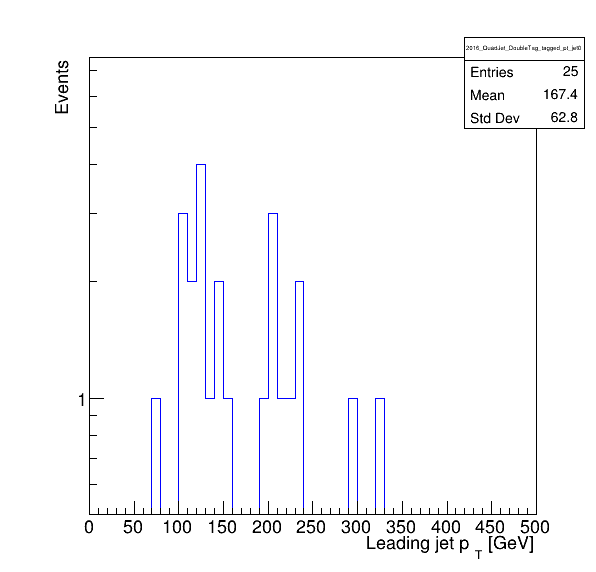 2016_QuadJet_DoubleTag_tagged_pt_jet0
Entries 25
Mean 167.4
Std Dev 62.8
Events
1
0 50 100 150 200 250 300 350 400 450 500
Leading jet p T [GeV]